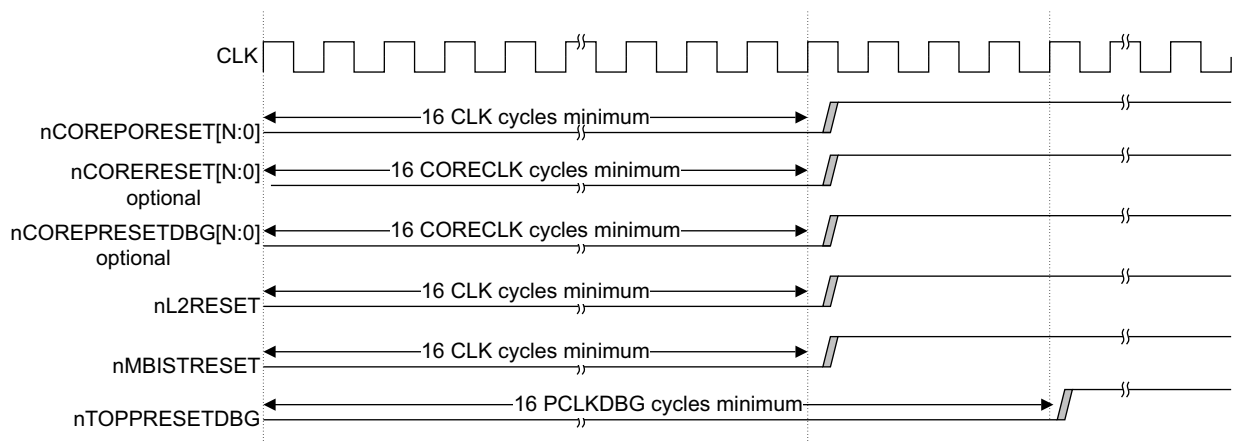 CLK
16 CLK cycles minimum
nCOREPORESET[N:0]
16 CORECLK cycles minimum
nCORERESET[N:0]
optional
16 CORECLK cycles minimum
nCOREPRESETDBG[N:0]
optional
16 CLK cycles minimum
nL2RESET
16 CLK cycles minimum
nMBISTRESET
16 PCLKDBG cycles minimum
nTOPPRESETDBG